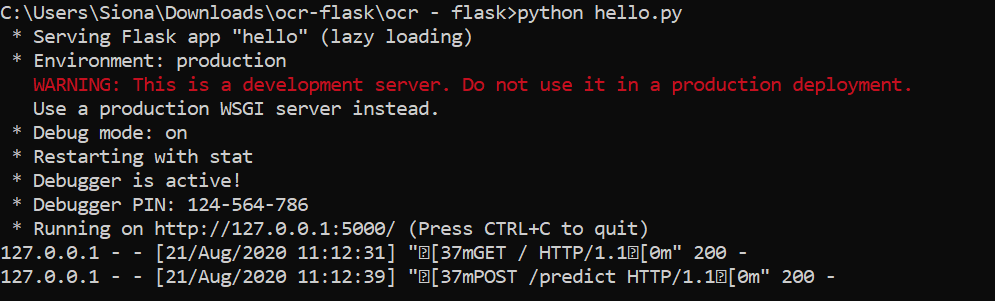 C:\Users\Siona\Downloads\ocr-flask\ocr - flask>python hello.py
 * Serving Flask app "hello" (lazy loading)
 * Environment: production
   WARNING: This is a development server. Do not use it in a production deployment.
   Use a production WSGI server instead.
 * Debug mode: on
 * Restarting with stat
 * Debugger is active!
 * Debugger PIN: 124-564-786
 * Running on http://127.0.0.1:5000/ (Press CTRL+C to quit)
127.0.0.1 - - [21/Aug/2020 11:12:31] "⍰[37mGET / HTTP/1.1⍰[0m" 200 -
127.0.0.1 - - [21/Aug/2020 11:12:39] "⍰[37mPOST /predict HTTP/1.1⍰[0m" 200 -